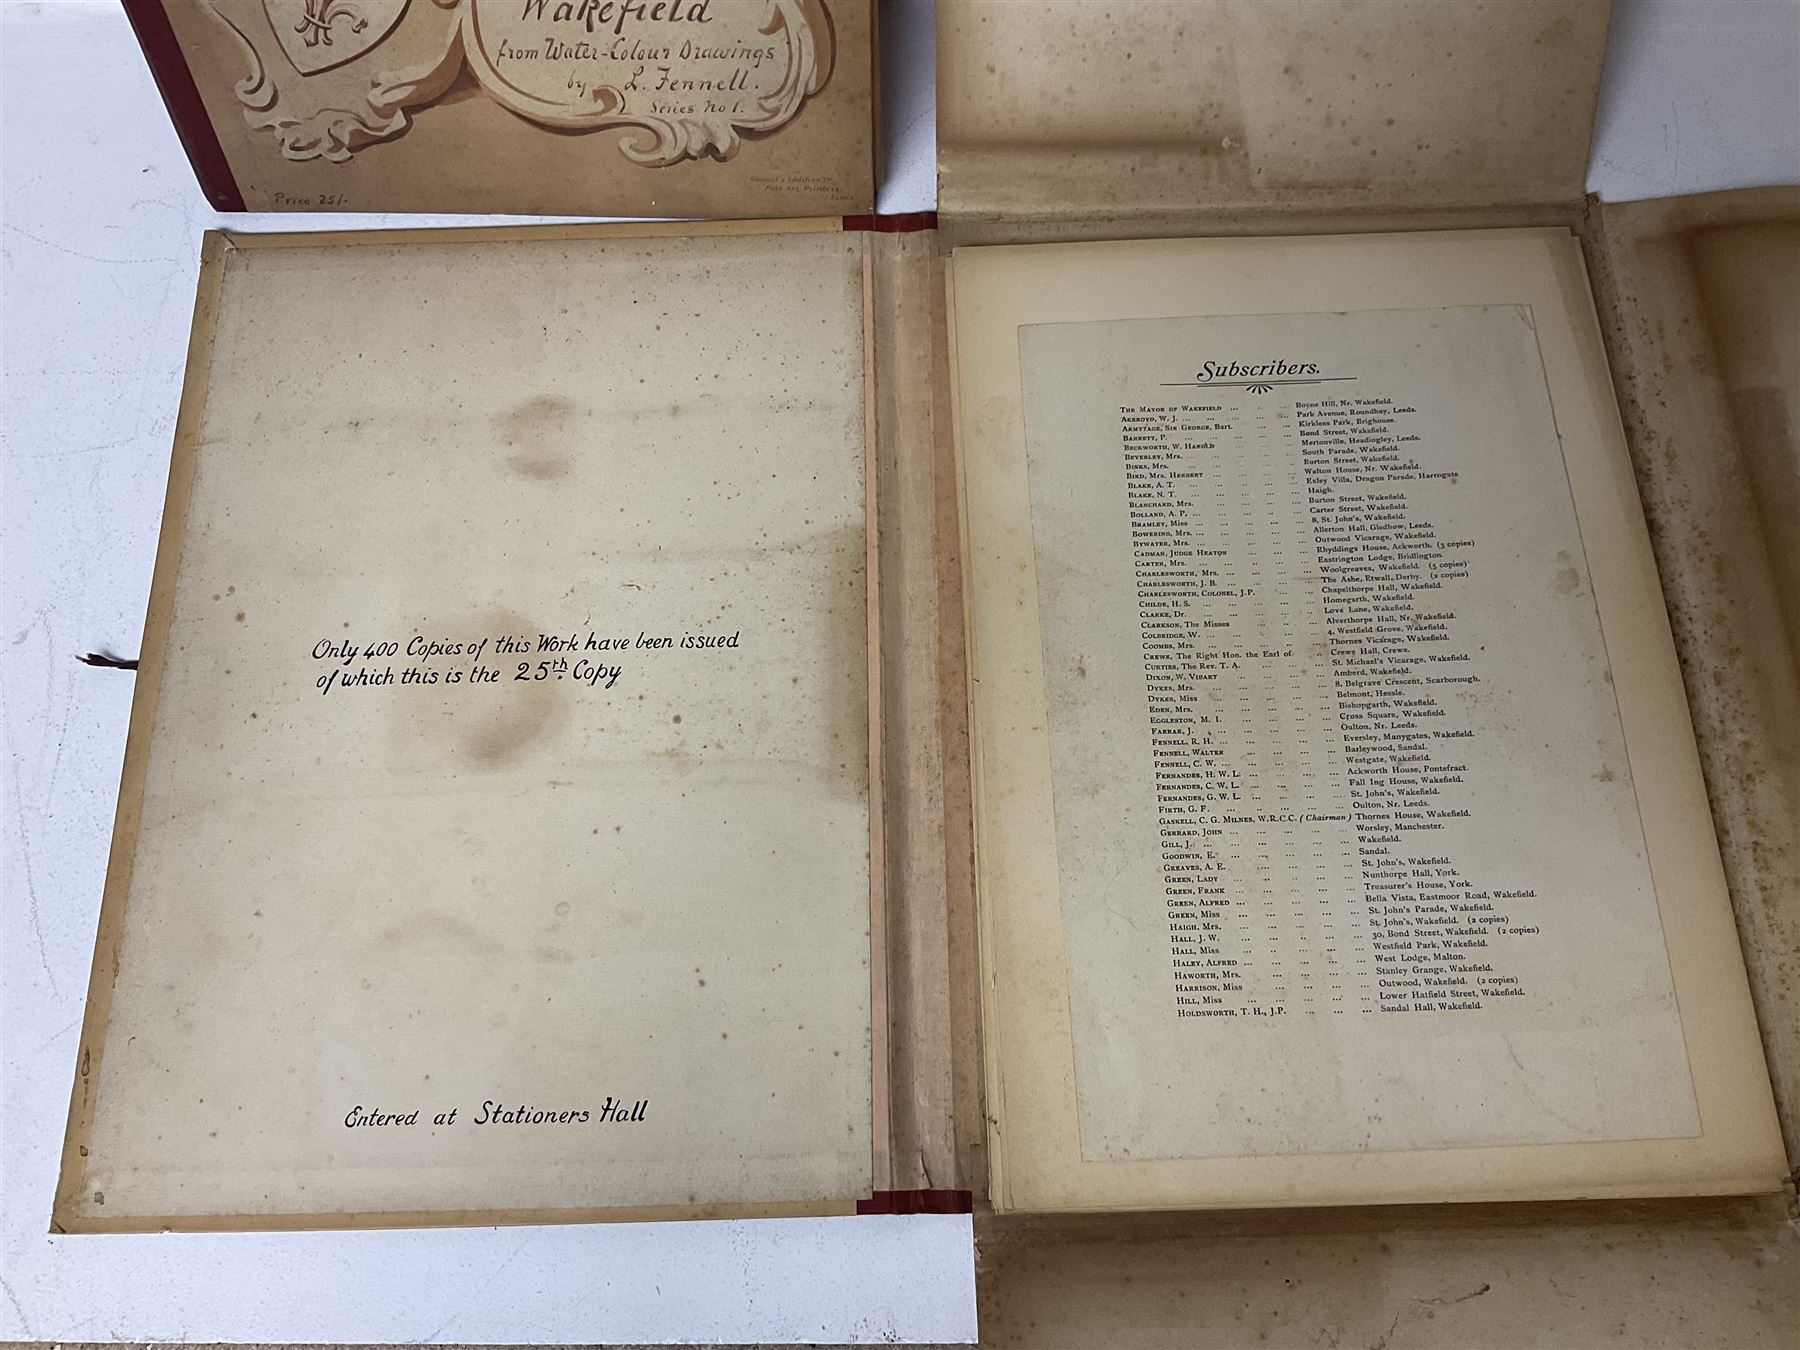 Wakefield
from Water-Colour Drawings
by L. Fennell.
Series No 1.
Price 25/-
Fine Art Printers
Leeds
Only 400 Copies of this Work have been issued
of which this is the 25th Copy
Entered at Stationers Hall
Subscribers.
The Mayor of Wakefield ... Boyne Hill, Nr. Wakefield.
Akeroyd, W. J. ... Park Avenue, Roundhay, Leeds.
Armytage, Sir George, Bart. ... Kirklees Park, Brighouse.
Barrett, P. ... Bond Street, Wakefield.
Beckworth, W. Harold ... Mertonville, Headingley, Leeds.
Beverley, Mrs. ... South Parade, Wakefield.
Binks, Mrs. ... Burton Street, Wakefield.
Bird, Mrs. Herbert ... Walton House, Nr. Wakefield.
Blake, A. T. ... Exley Villa, Dragon Parade, Harrogate
Blake, N. T. ... Haigh.
Blanchard, Mrs. ... Burton Street, Wakefield.
Bolland, A. P. ... Carter Street, Wakefield.
Bramley, Miss ... 8, St. John's, Wakefield.
Bowering, Mrs. ... Allerton Hall, Gledhow, Leeds.
Bywater, Mrs. ... Outwood Vicarage, Wakefield.
Cadman, Judge Heaton ... Rhyddings House, Ackworth. (3 copies)
Carter, Mrs. ... Eastrington Lodge, Bridlington.
Charlesworth, Mrs. ... Woolgreaves, Wakefield. (5 copies)
Charlesworth, J. B. ... The Ashe, Etwall, Derby. (2 copies)
Charlesworth, Colonel, J.P. ... Chapelthorpe Hall, Wakefield.
Childe, H. S. ... Homegarth, Wakefield.
Clarke, Dr. ... Love Lane, Wakefield.
Clarkson, The Misses ... Alverthorpe Hall, Nr. Wakefield.
Colbridge, W. ... 4, Westfield Grove, Wakefield.
Coombs, Mrs. ... Thornes Vicarage, Wakefield.
Crewe, The Right Hon. the Earl of ... Crewe Hall, Crewe.
Curties, The Rev. T. A. ... St. Michael's Vicarage, Wakefield.
Dixon, W. Vibart ... Amberd, Wakefield.
Dykes, Mrs. ... 8, Belgrave Crescent, Scarborough.
Dykes, Miss ... Belmont, Hessle.
Eden, Mrs. ... Bishopgarth, Wakefield.
Eggleston, M. I. ... Cross Square, Wakefield.
Farrar, J. ... Oulton, Nr. Leeds.
Fennell, R. H. ... Eversley, Manygates, Wakefield.
Fennell, Walter ... Barleywood, Sandal.
Fennell, C. W. ... Westgate, Wakefield.
Fernandes, H. W. L. ... Ackworth House, Pontefract.
Fernandes, C. W. L. ... Fall Ing House, Wakefield.
Fernandes, G. W. L. ... St. John's, Wakefield.
Firth, G. F. ... Oulton, Nr. Leeds.
Gaskell, C. G. Milnes, W.R.C.C. (Chairman) Thornes House, Wakefield.
Gerrard, John ... Worsley, Manchester.
Gill, J. ... Wakefield.
Goodwin, E. ... Sandal.
Greaves, A. E. ... St. John's, Wakefield.
Green, Lady ... Nunthorpe Hall, York.
Green, Frank ... Treasurer's House, York.
Green, Alfred ... Bella Vista, Eastmoor Road, Wakefield.
Green, Miss ... St. John's Parade, Wakefield.
Haigh, Mrs. ... St. John's, Wakefield. (2 copies)
Hall, J. W. ... 30, Bond Street, Wakefield. (2 copies)
Hall, Miss ... Westfield Park, Wakefield.
Haley, Alfred ... West Lodge, Malton.
Haworth, Mrs. ... Stanley Grange, Wakefield.
Harrison, Miss ... Outwood, Wakefield. (2 copies)
Hill, Miss ... Lower Hatfield Street, Wakefield.
Holdsworth, T. H., J.P. ... Sandal Hall, Wakefield.